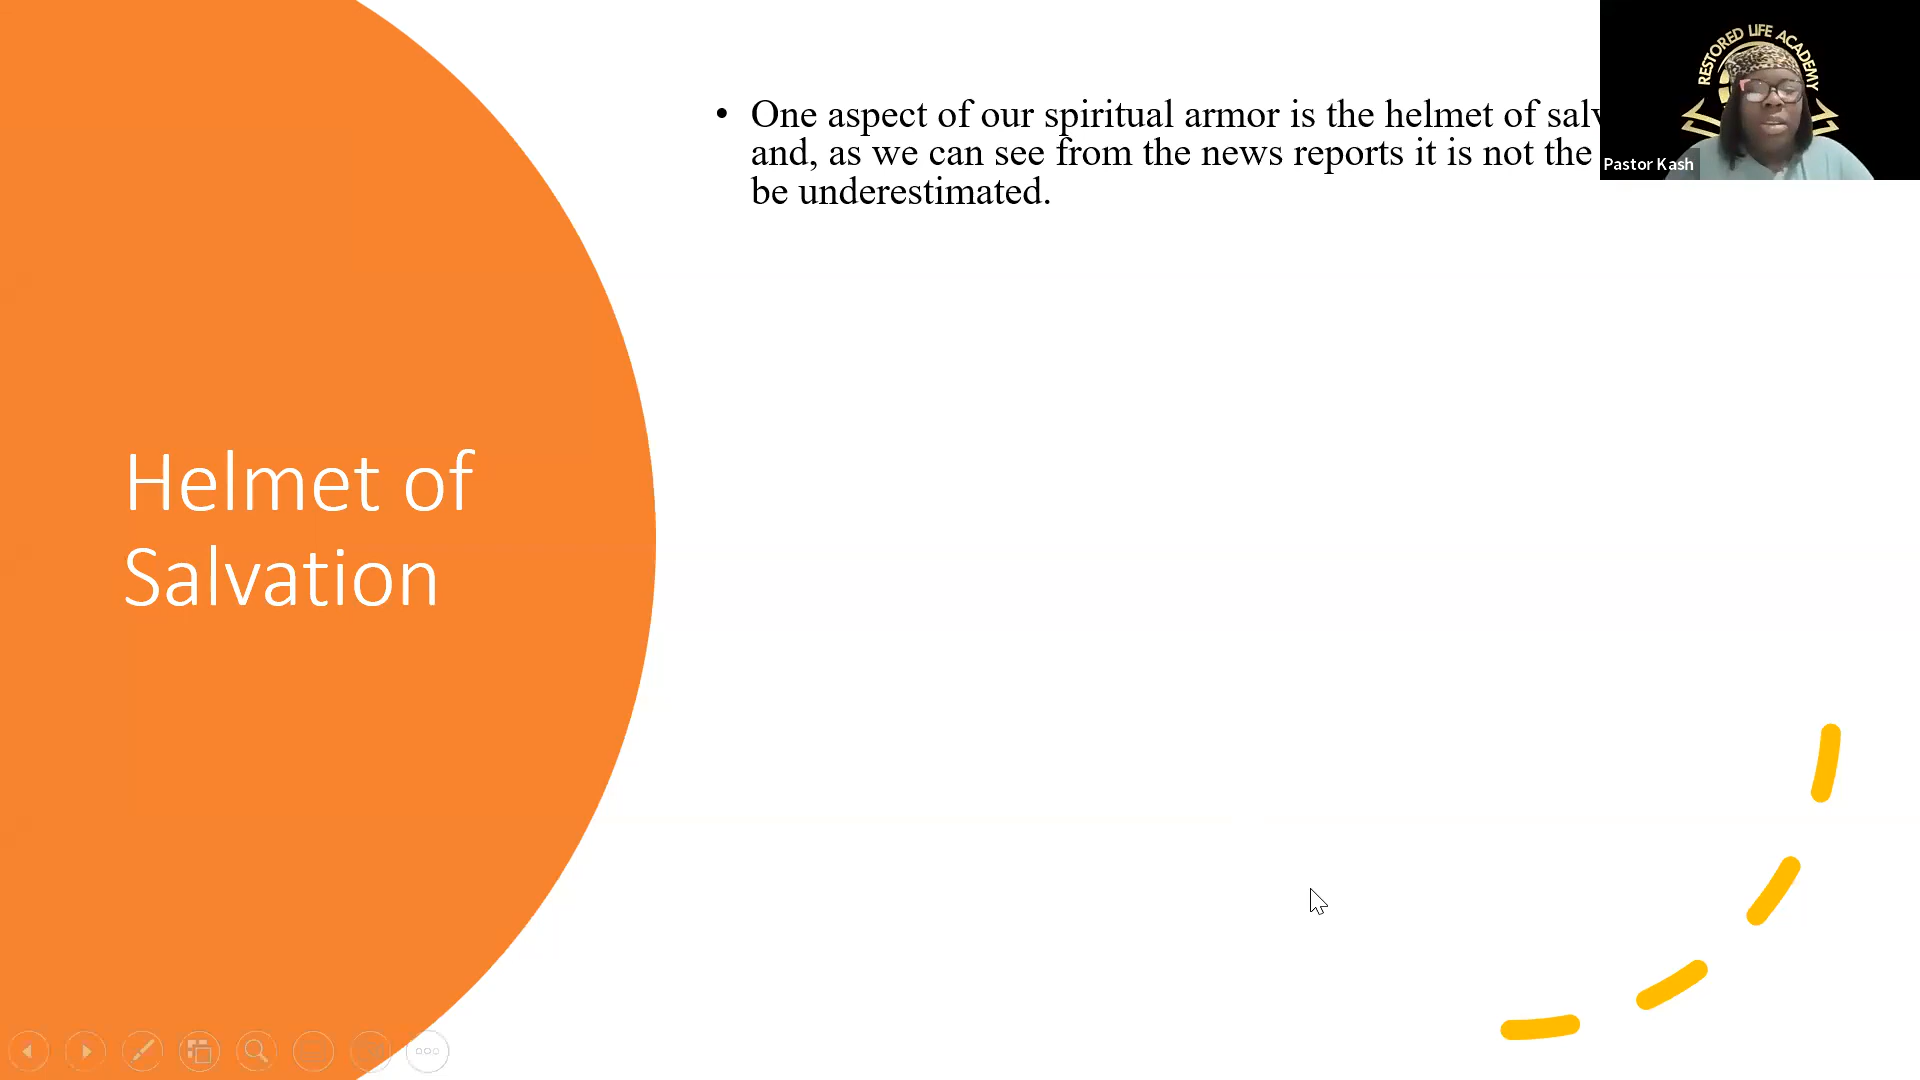 One aspect of our spiritual armor is the helmet of
and, as we can see from the news reports it is not the
be underestimated.
Helmet of
Salvation
RESTORED LIFE ACADEMY
Pastor Kash